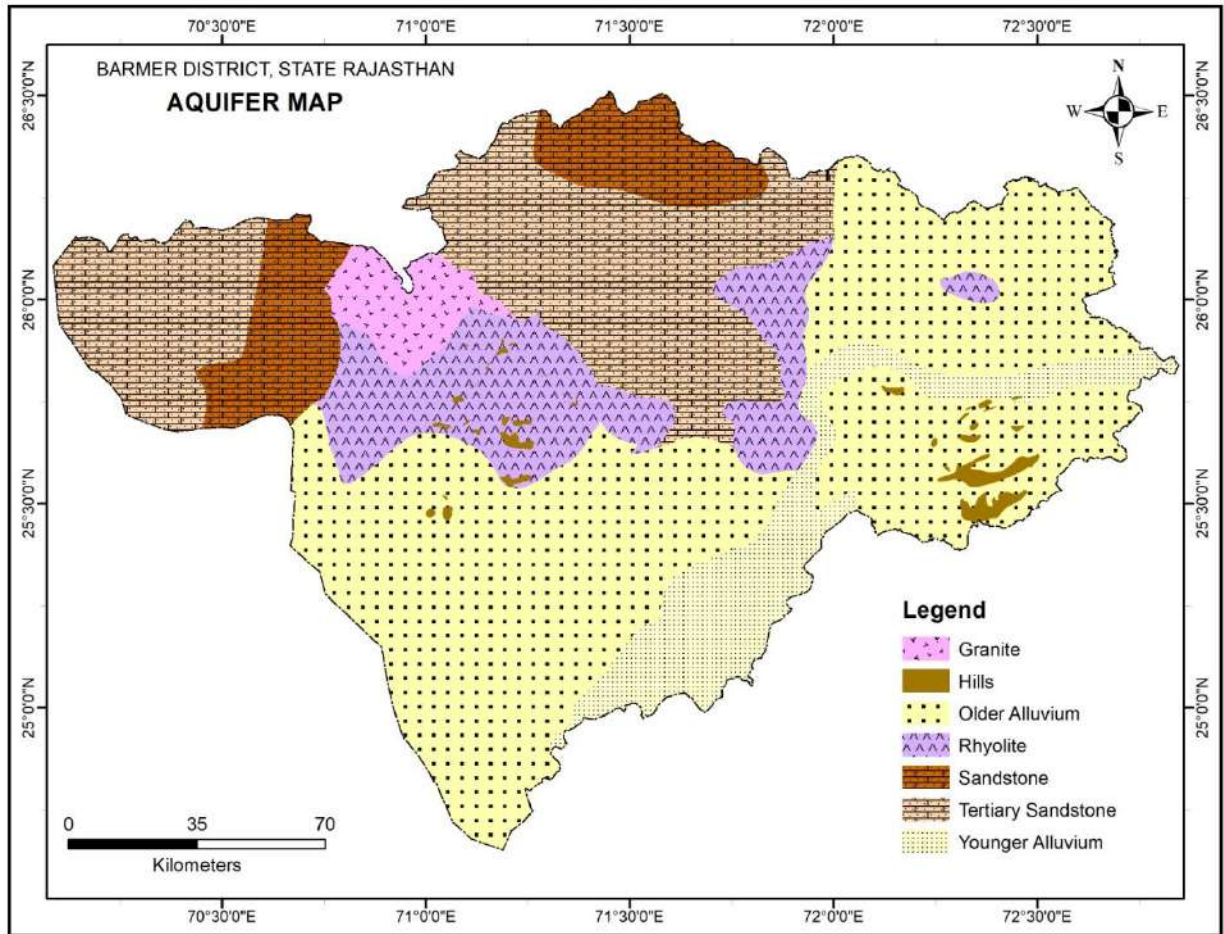 70°30'0"E 71°0'0"E 71°30'0"E 72°0'0"E 72°30'0"E
BARMER DISTRICT, STATE RAJASTHAN
AQUIFER MAP
N
W E
S
26°30'0"N 26°30'0"N
26°0'0"N 26°0'0"N
25°30'0"N 25°30'0"N
25°0'0"N 25°0'0"N
Legend
Granite
Hills
Older Alluvium
Rhyolite
Sandstone
Tertiary Sandstone
Younger Alluvium
0 35 70
Kilometers
70°30'0"E 71°0'0"E 71°30'0"E 72°0'0"E 72°30'0"E